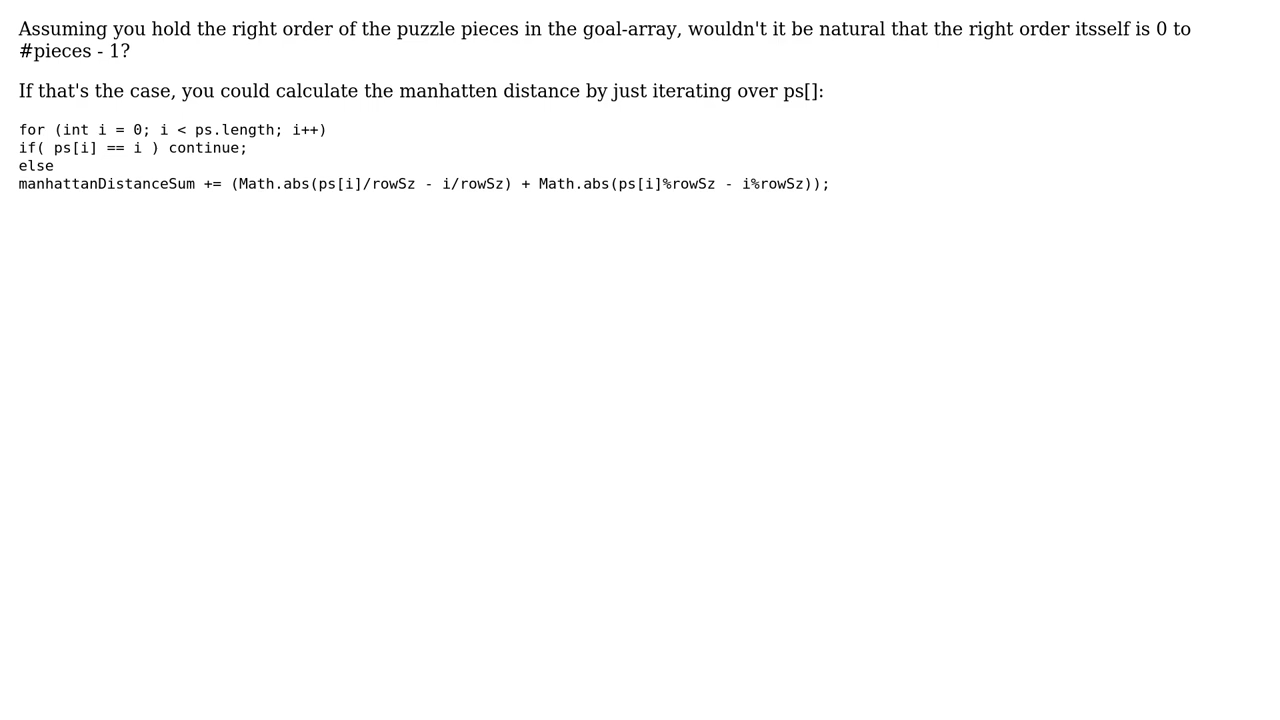 Assuming you hold the right order of the puzzle pieces in the goal-array, wouldn't it be natural that the right order itsself is 0 to
#pieces - 1?
If that's the case, you could calculate the manhatten distance by just iterating over ps[]:
for (int i = 0; i < ps.length; i++)
if( ps[i] == i ) continue;
else
manhattanDistanceSum += (Math.abs(ps[i]/rowSz - i/rowSz) + Math.abs(ps[i]%rowSz - i%rowSz));